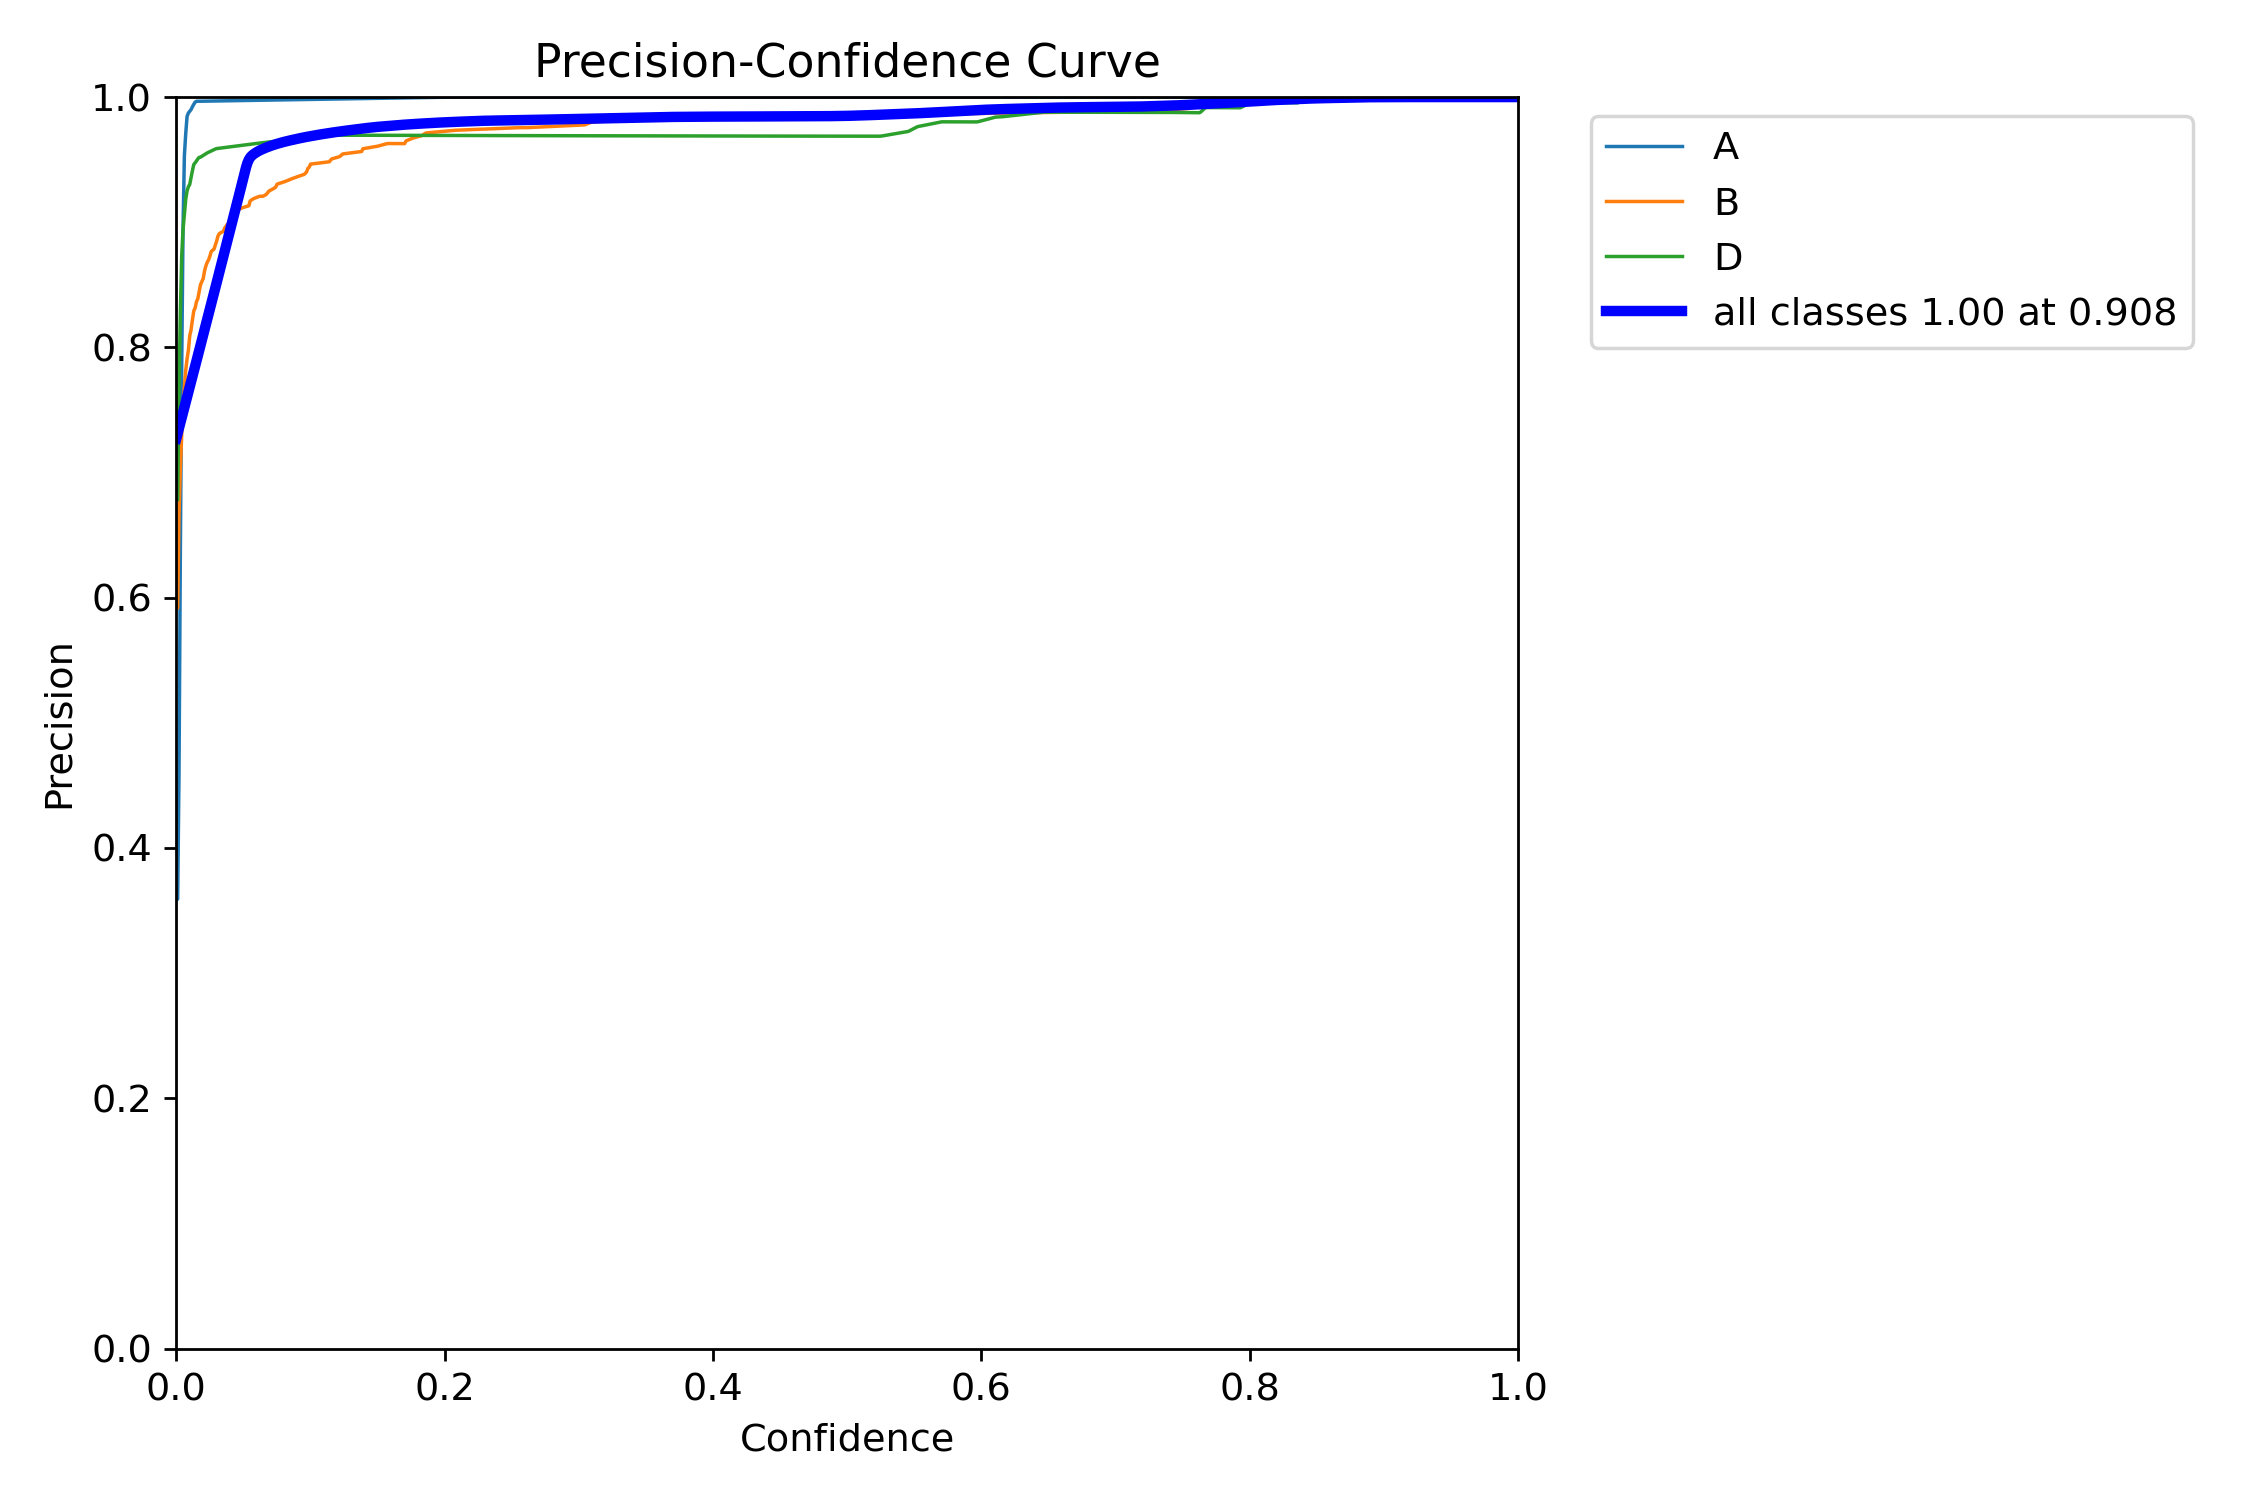 Precision-Confidence Curve
1.0
0.8
0.6
0.4
0.2
0.0
Precision
0.0 0.2 0.4 0.6 0.8 1.0
Confidence
A
B
D
all classes 1.00 at 0.908